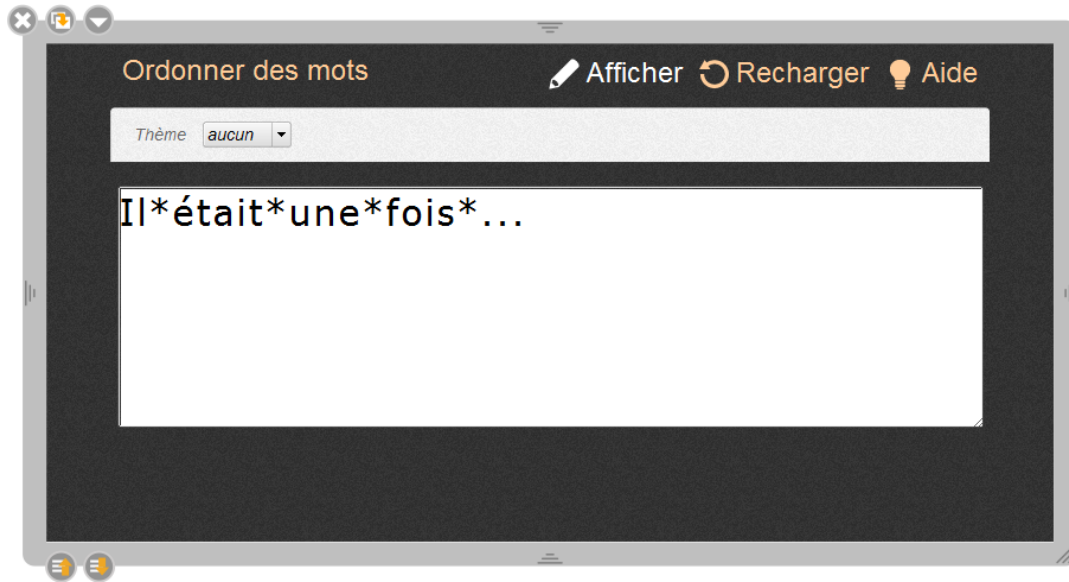 Ordonner des mots Afficher Recharger Aide
Thème aucun
Il*était*une*fois*...